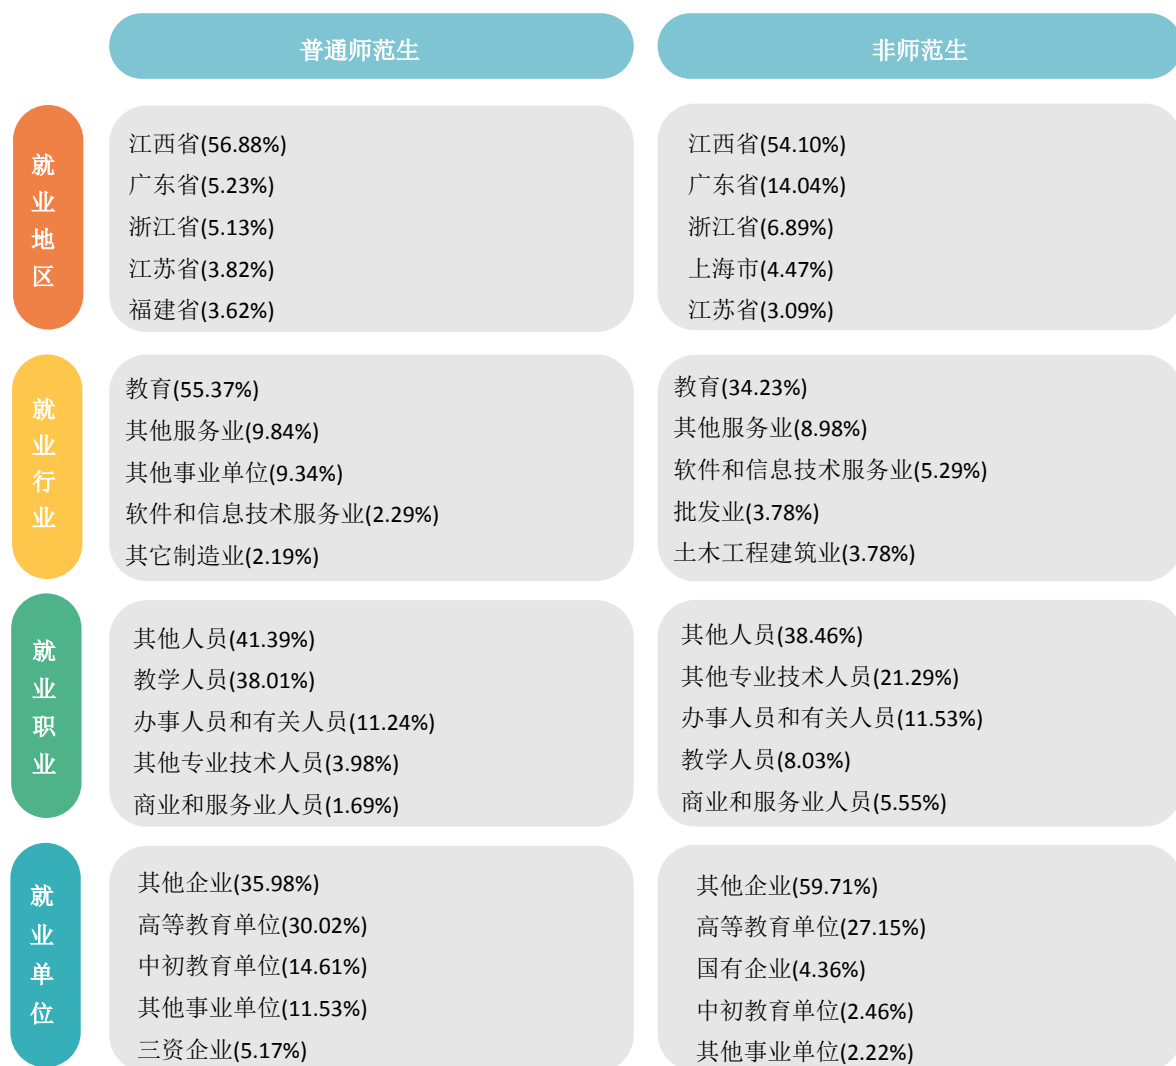 普通师范生
非师范生
就业地区
江西省(56.88%)
广东省(5.23%)
浙江省(5.13%)
江苏省(3.82%)
福建省(3.62%)
江西省(54.10%)
广东省(14.04%)
浙江省(6.89%)
上海市(4.47%)
江苏省(3.09%)
就业行业
教育(55.37%)
其他服务业(9.84%)
其他事业单位(9.34%)
软件和信息技术服务业(2.29%)
其它制造业(2.19%)
教育(34.23%)
其他服务业(8.98%)
软件和信息技术服务业(5.29%)
批发业(3.78%)
土木工程建筑业(3.78%)
就业职业
其他人员(41.39%)
教学人员(38.01%)
办事人员和有关人员(11.24%)
其他专业技术人员(3.98%)
商业和服务业人员(1.69%)
其他人员(38.46%)
其他专业技术人员(21.29%)
办事人员和有关人员(11.53%)
教学人员(8.03%)
商业和服务业人员(5.55%)
就业单位
其他企业(35.98%)
高等教育单位(30.02%)
中初教育单位(14.61%)
其他事业单位(11.53%)
三资企业(5.17%)
其他企业(59.71%)
高等教育单位(27.15%)
国有企业(4.36%)
中初教育单位(2.46%)
其他事业单位(2.22%)